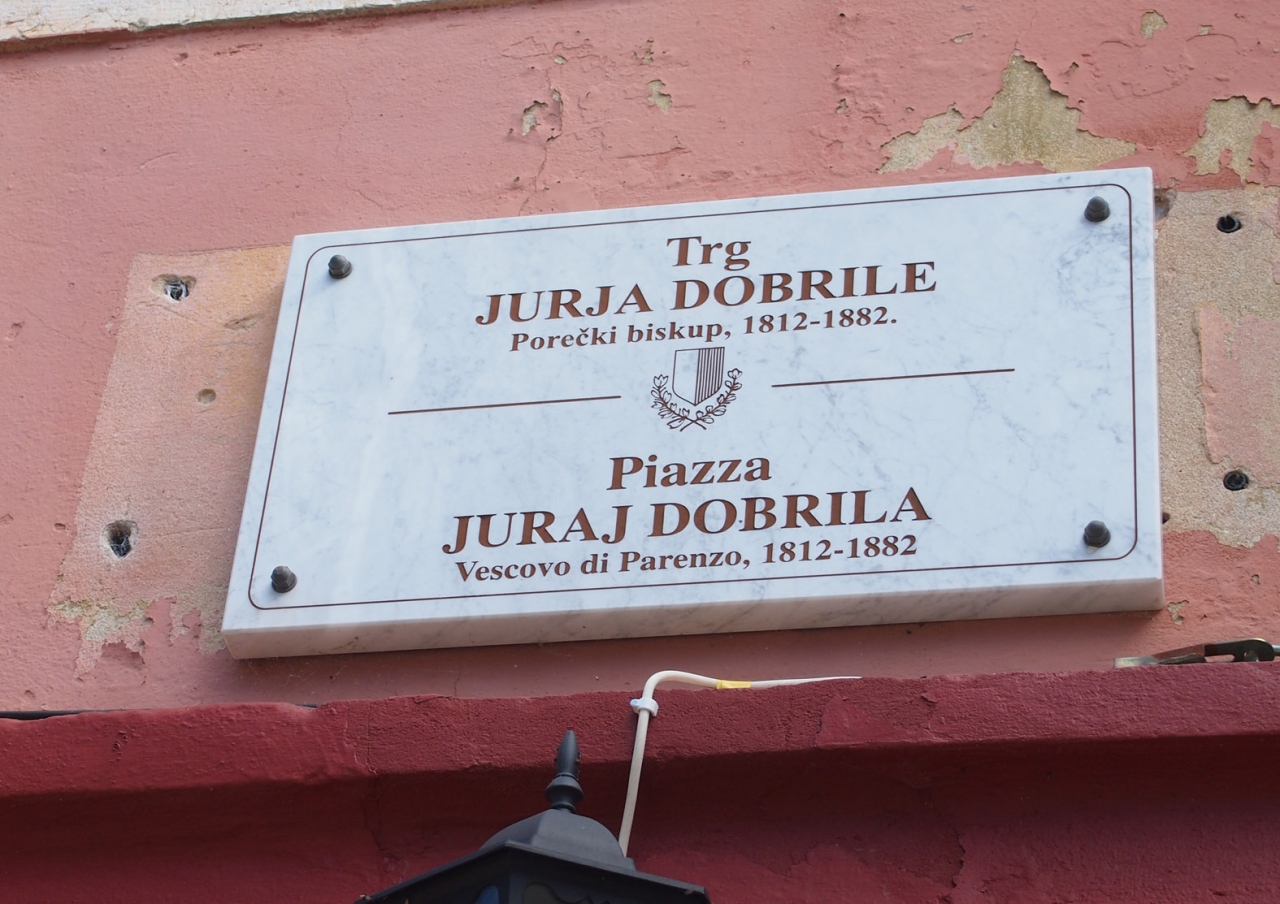 Trg
JURJA DOBRILE
Porečki biskup, 1812-1882.
Piazza
JURAJ DOBRILA
Vescovo di Parenzo, 1812-1882